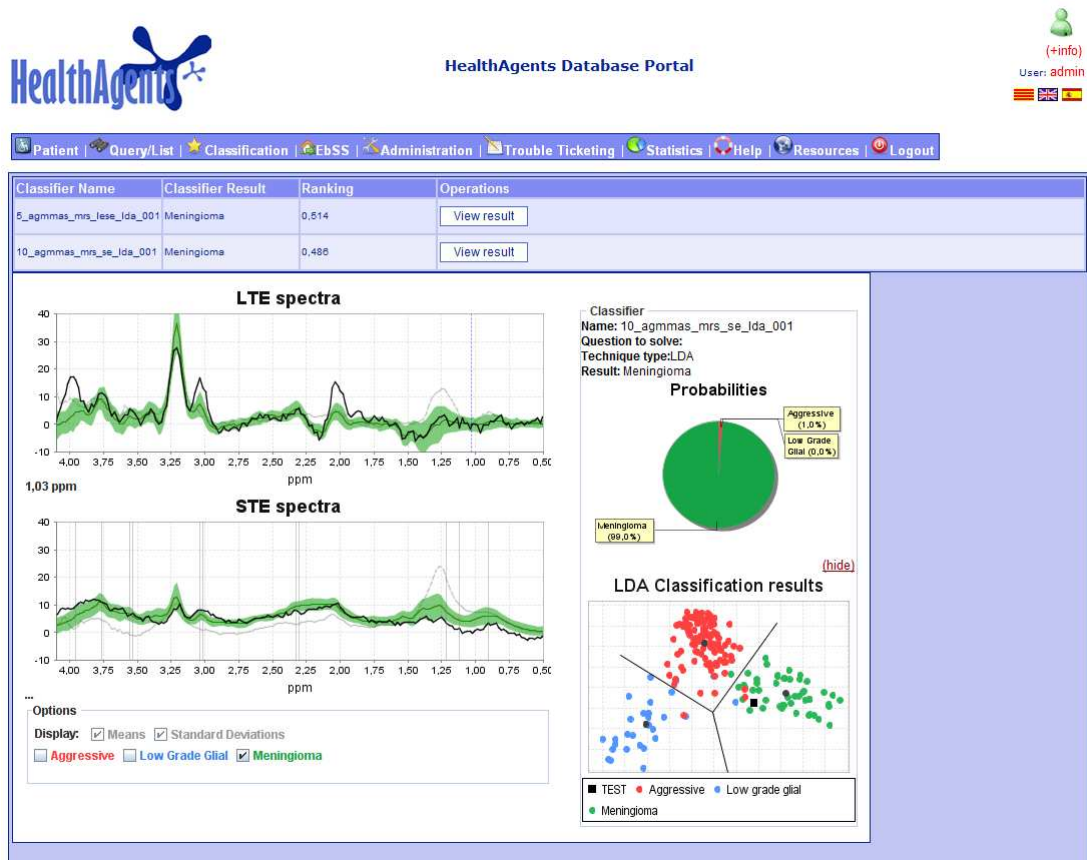 HealthAgents
HealthAgents Database Portal
(+info)
User: admin
Patient | Query/List | Classification | EbSS | Administration | Trouble Ticketing | Statistics | Help | Resources | Logout
Classifier Name Classifier Result Ranking Operations
5_agmmas_mrs_lese_lda_001 Meningioma 0,514 View result
10_agmmas_mrs_se_lda_001 Meningioma 0,486 View result
LTE spectra
40
30
20
10
0
-10
4,00 3,75 3,50 3,25 3,00 2,75 2,50 2,25 2,00 1,75 1,50 1,25 1,00 0,75 0,50
ppm
1,03 ppm
STE spectra
40
30
20
10
0
-10
4,00 3,75 3,50 3,25 3,00 2,75 2,50 2,25 2,00 1,75 1,50 1,25 1,00 0,75 0,50
ppm
...
Options
Display: Means Standard Deviations
Aggressive Low Grade Glial Meningioma
Classifier
Name: 10_agmmas_mrs_se_lda_001
Question to solve:
Technique type:LDA
Result: Meningioma
Probabilities
Aggressive
(1,0%)
Low Grade
Glial (0,0%)
Meningioma
(99,0%)
(hide)
LDA Classification results
TEST Aggressive Low grade glial
Meningioma